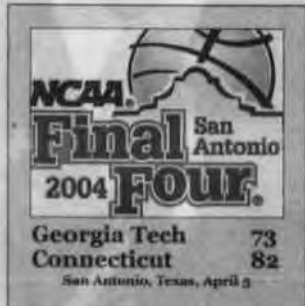 NCAA®
Final
San
Antonio
2004 Four®
Georgia Tech 73
Connecticut 82
San Antonio, Texas, April 5